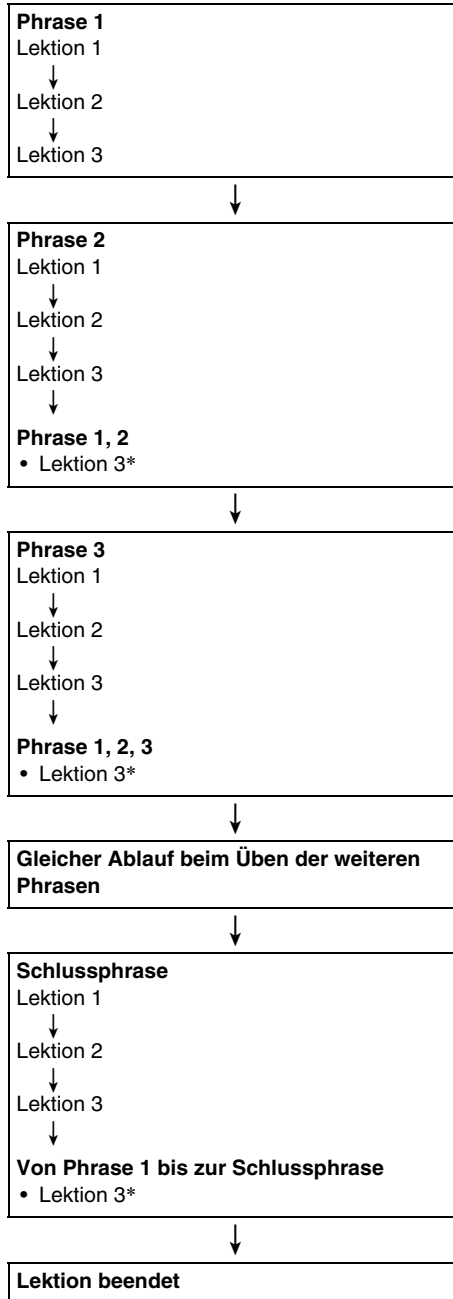 Phrase 1
Lektion 1
Lektion 2
Lektion 3
Phrase 2
Lektion 1
Lektion 2
Lektion 3
Phrase 1, 2
• Lektion 3*
Phrase 3
Lektion 1
Lektion 2
Lektion 3
Phrase 1, 2, 3
• Lektion 3*
Gleicher Ablauf beim Üben der weiteren
Phrasen
Schlussphrase
Lektion 1
Lektion 2
Lektion 3
Von Phrase 1 bis zur Schlussphrase
• Lektion 3*
Lektion beendet